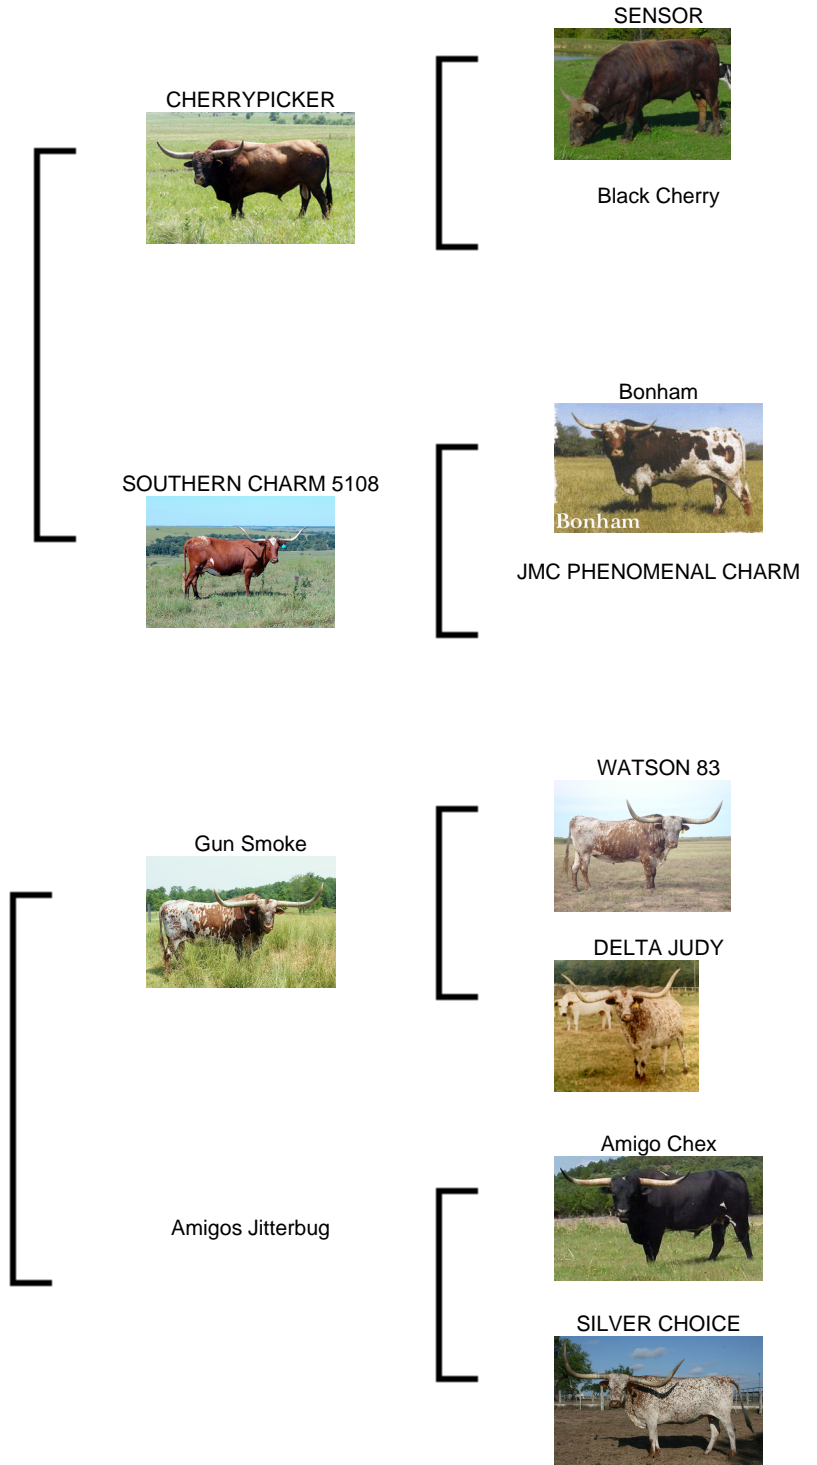 SENSOR
CHERRYPICKER
Black Cherry
Bonham
Bonham
SOUTHERN CHARM 5108
JMC PHENOMENAL CHARM
WATSON 83
Gun Smoke
DELTA JUDY
Amigo Chex
Amigos Jitterbug
SILVER CHOICE